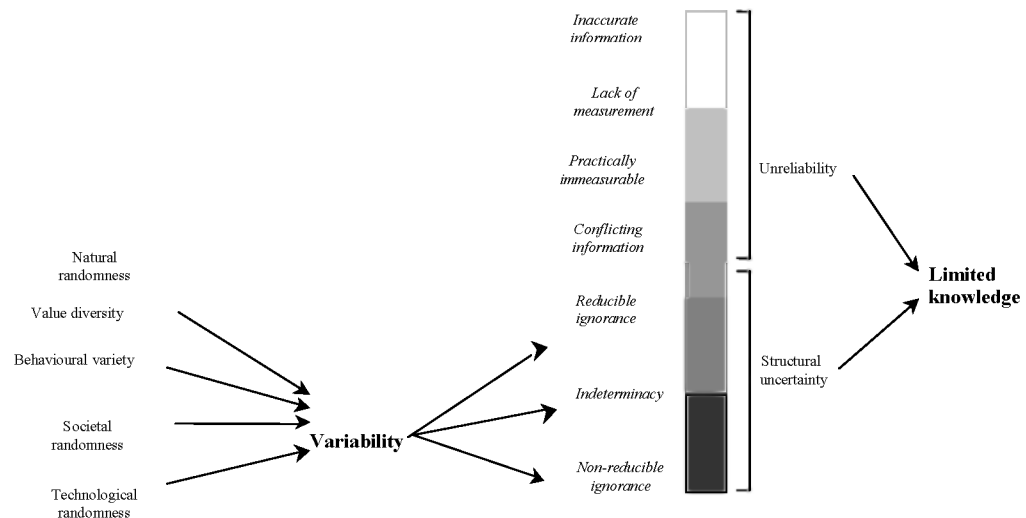 Natural
randomness
Value diversity
Behavioural variety
Societal
randomness
Technological
randomness
Variability
Inaccurate
information
Lack of
measurement
Practically
immeasurable
Conflicting
information
Reducible
ignorance
Indeterminacy
Non-reducible
ignorance
Unreliability
Structural
uncertainty
Limited
knowledge